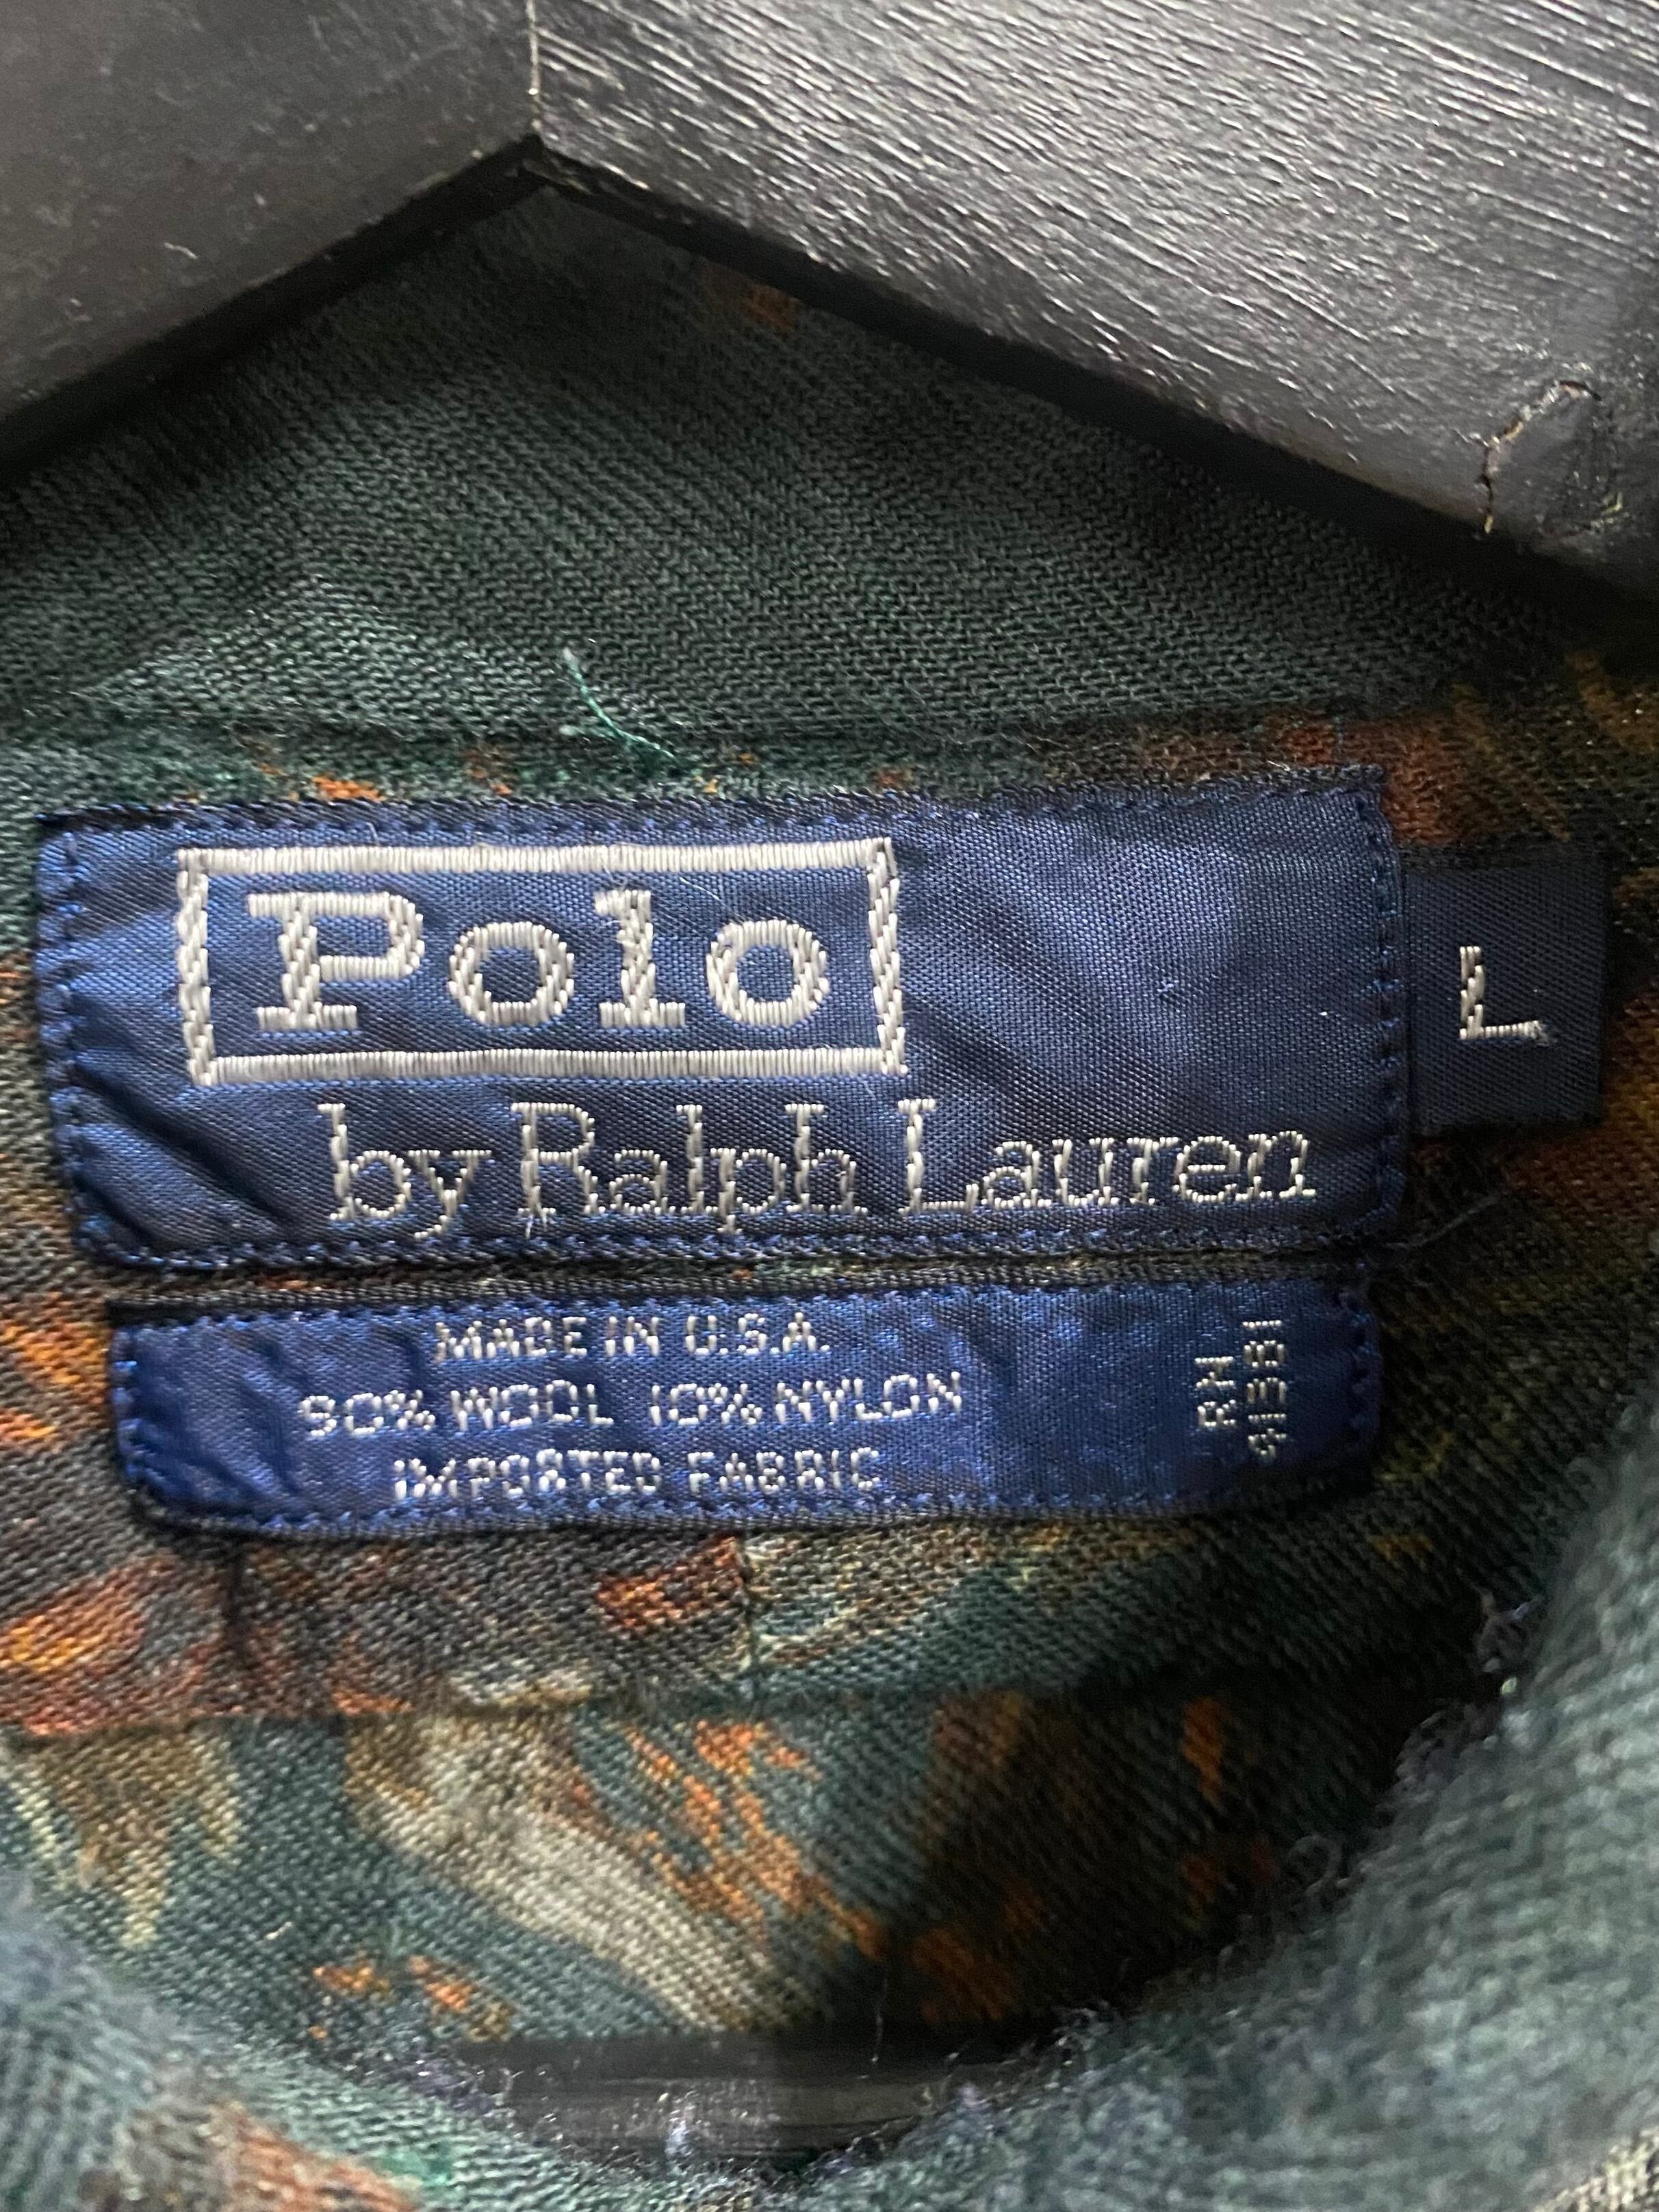 Polo
by Ralph Lauren
L
MADE IN U.S.A.
90% WOOL 10% NYLON
IMPORTED FABRIC
RN
41381